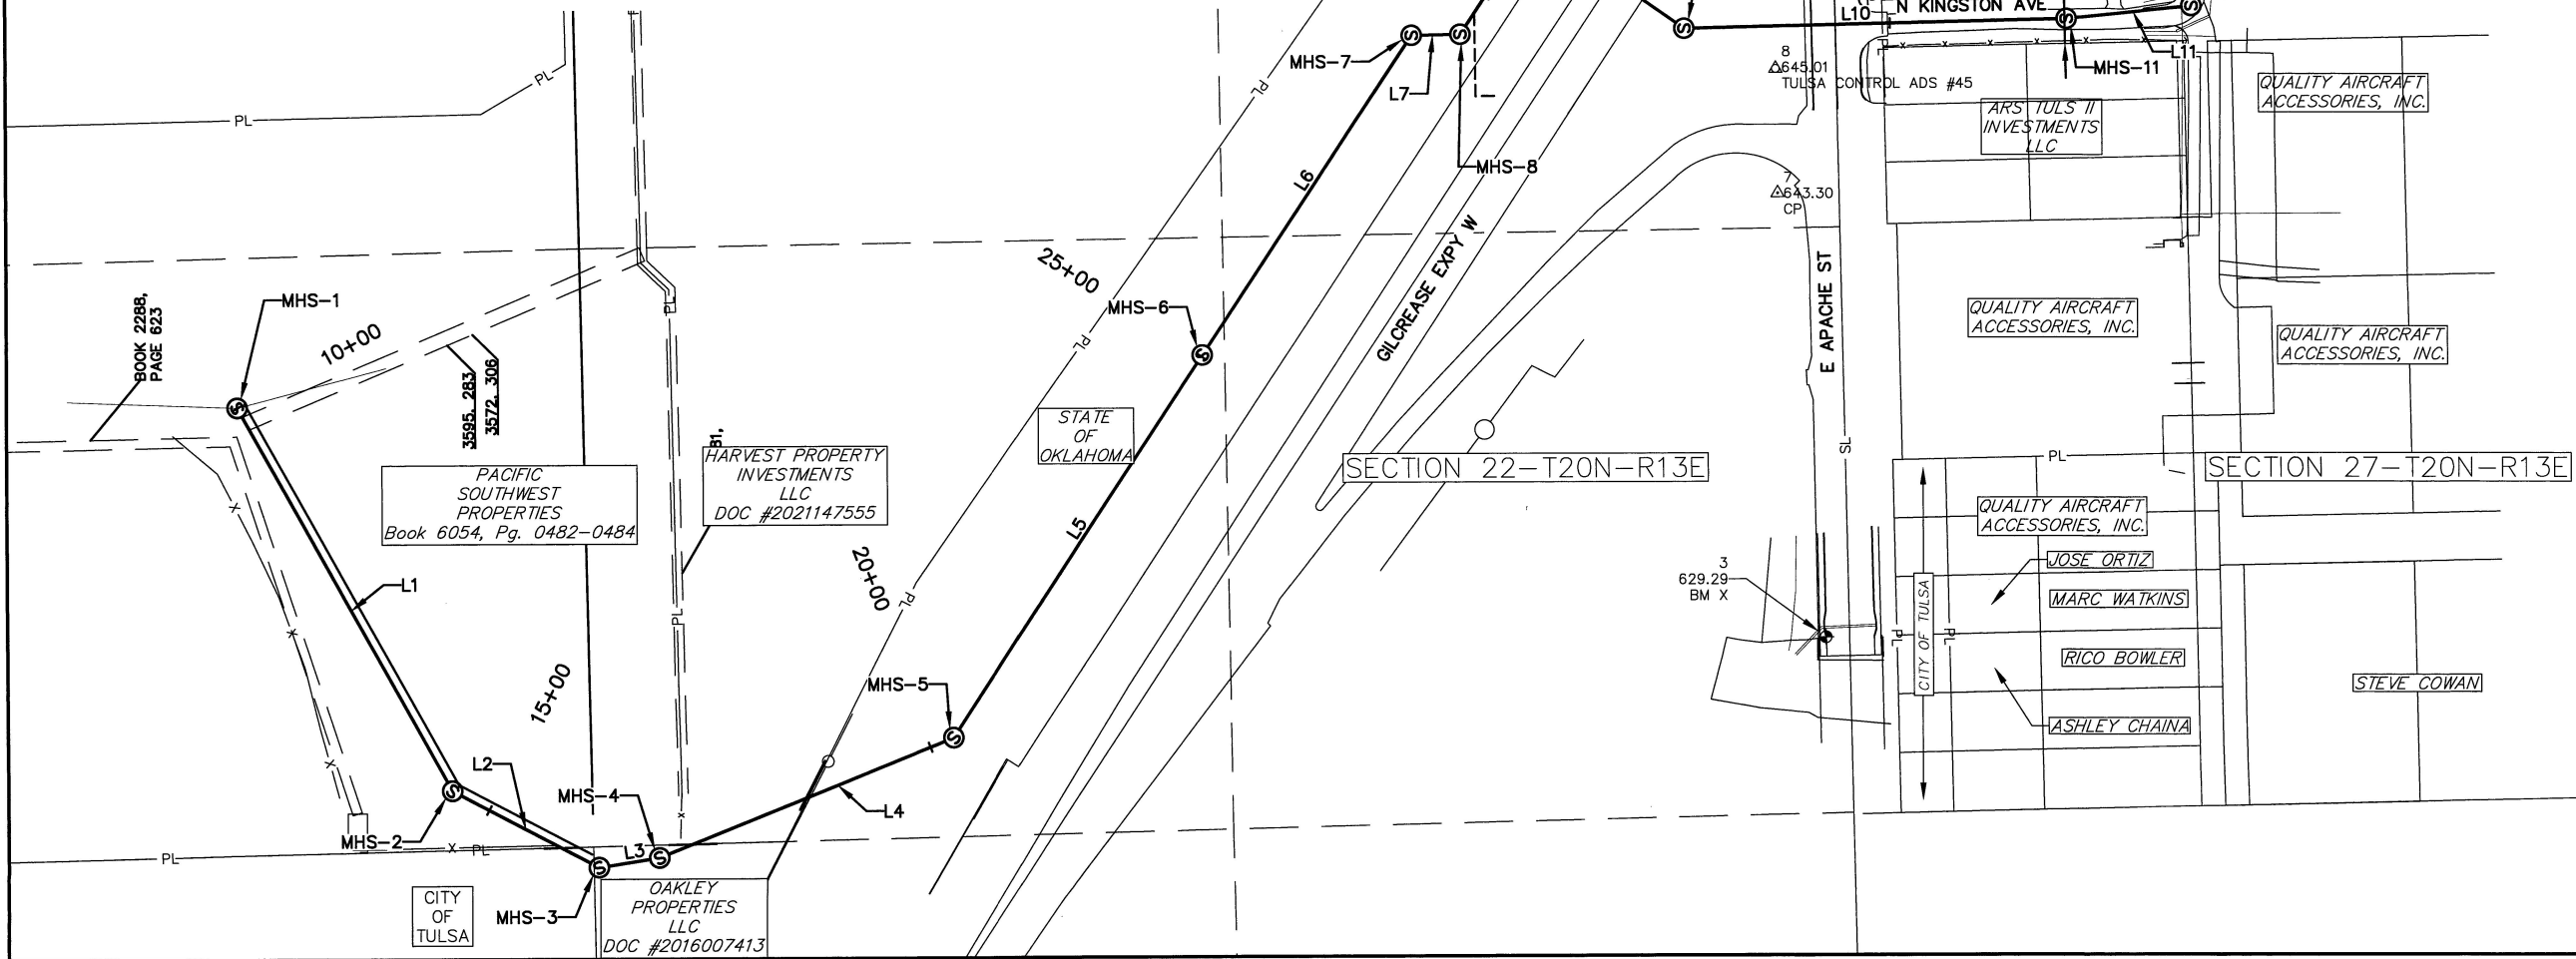 N KINGSTON AVE
L10
L11
MHS-7
L7
MHS-8
MHS-11
8
645.01
TULSA CONTROL ADS #45
ARS TULS II
INVESTMENTS
LLC
QUALITY AIRCRAFT
ACCESSORIES, INC.
PL
PL
PL
L6
7
643.30
CP
GILCREASE EXPY W
E APACHE ST
25+00
MHS-6
BOOK 2288,
PAGE 623
MHS-1
10+00
3595, 283
3572, 306
PL
PL
QUALITY AIRCRAFT
ACCESSORIES, INC.
QUALITY AIRCRAFT
ACCESSORIES, INC.
PACIFIC
SOUTHWEST
PROPERTIES
Book 6054, Pg. 0482-0484
81,
HARVEST PROPERTY
INVESTMENTS
LLC
DOC #2021147555
STATE
OF
OKLAHOMA
SECTION 22-T20N-R13E
SL
PL
SECTION 27-T20N-R13E
QUALITY AIRCRAFT
ACCESSORIES, INC.
L5
L1
20+00
PL
PL
3
629.29
BM X
CITY OF TULSA
PL
PL
JOSE ORTIZ
MARC WATKINS
RICO BOWLER
ASHLEY CHAINA
STEVE COWAN
15+00
MHS-5
L2
MHS-4
L4
MHS-2
L3
PL
X
PL
CITY
OF
TULSA
MHS-3
OAKLEY
PROPERTIES
LLC
DOC #2016007413